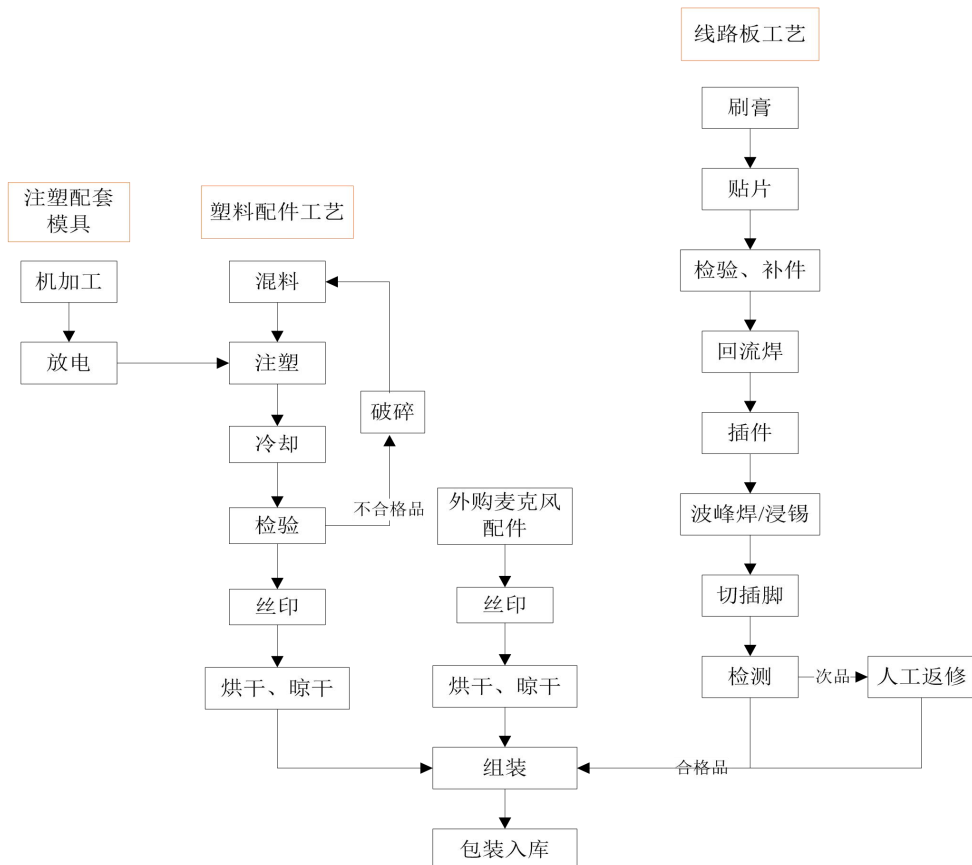 线路板工艺
刷膏
贴片
检验、补件
回流焊
插件
波峰焊/浸锡
切插脚
检测
次品
人工返修
合格品
注塑配套
模具
机加工
放电
塑料配件工艺
混料
注塑
冷却
检验
不合格品
破碎
丝印
烘干、晾干
外购麦克风
配件
丝印
烘干、晾干
组装
包装入库